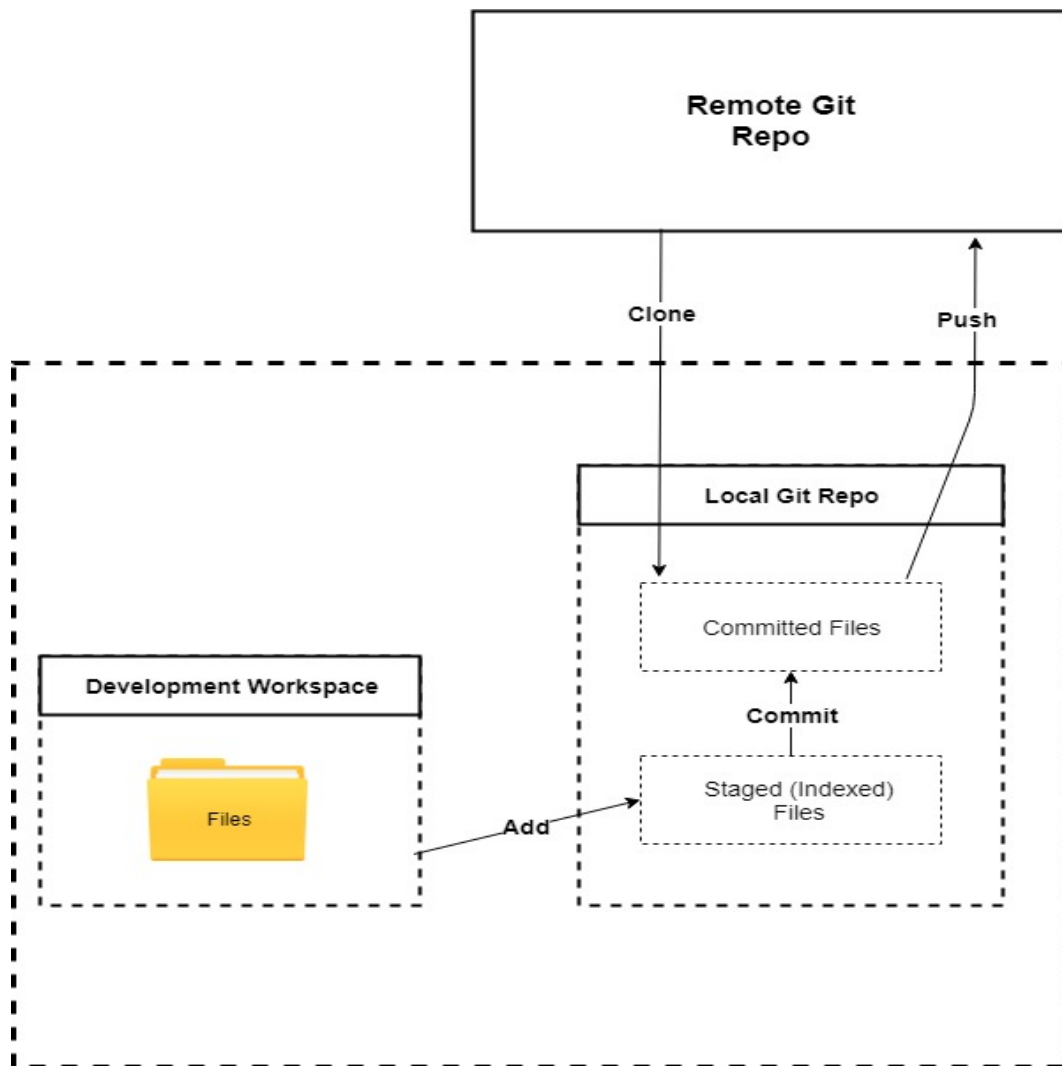 Remote Git
Repo
Clone
Push
Local Git Repo
Committed Files
Development Workspace
Commit
Staged (Indexed)
Files
Files
Add